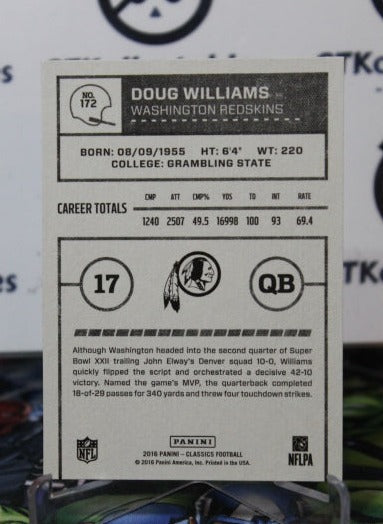 NO.
172
DOUG WILLIAMS
WASHINGTON REDSKINS
BORN: 08/09/1955 HT: 6'4" WT: 220
COLLEGE: GRAMBLING STATE
CMP ATT CMP% YDS TD INT RATE
CAREER TOTALS 1240 2507 49.5 16998 100 93 69.4
17
QB
Although Washington headed into the second quarter of Super
Bowl XXII trailing John Elway's Denver squad 10-0, Williams
quickly flipped the script and orchestrated a decisive 42-10
victory. Named the game's MVP, the quarterback completed
18-of-29 passes for 340 yards and threw four touchdown strikes.
NFL
PANINI
2016 PANINI – CLASSICS FOOTBALL
© 2016 Panini America, Inc. Printed in the USA.
NFLPA